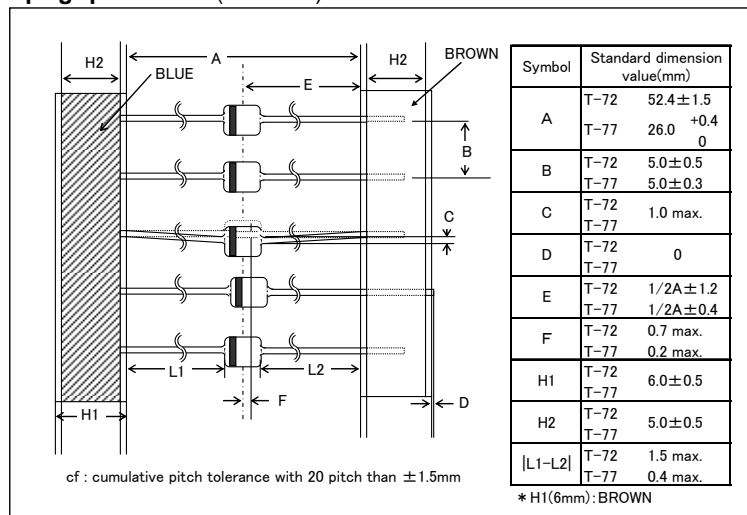 H2
A
H2
BROWN
BLUE
E
B
C
L1
L2
F
D
H1
cf : cumulative pitch tolerance with 20 pitch than ±1.5mm
Symbol Standard dimension value(mm)
A T-72 52.4±1.5
T-77 26.0 +0.4 0
B T-72 5.0±0.5
T-77 5.0±0.3
C T-72 T-77 1.0 max.
D T-72 T-77 0
E T-72 1/2A±1.2
T-77 1/2A±0.4
F T-72 0.7 max.
T-77 0.2 max.
H1 T-72 T-77 6.0±0.5
H2 T-72 T-77 5.0±0.5
|L1-L2| T-72 1.5 max.
T-77 0.4 max.
* H1(6mm):BROWN